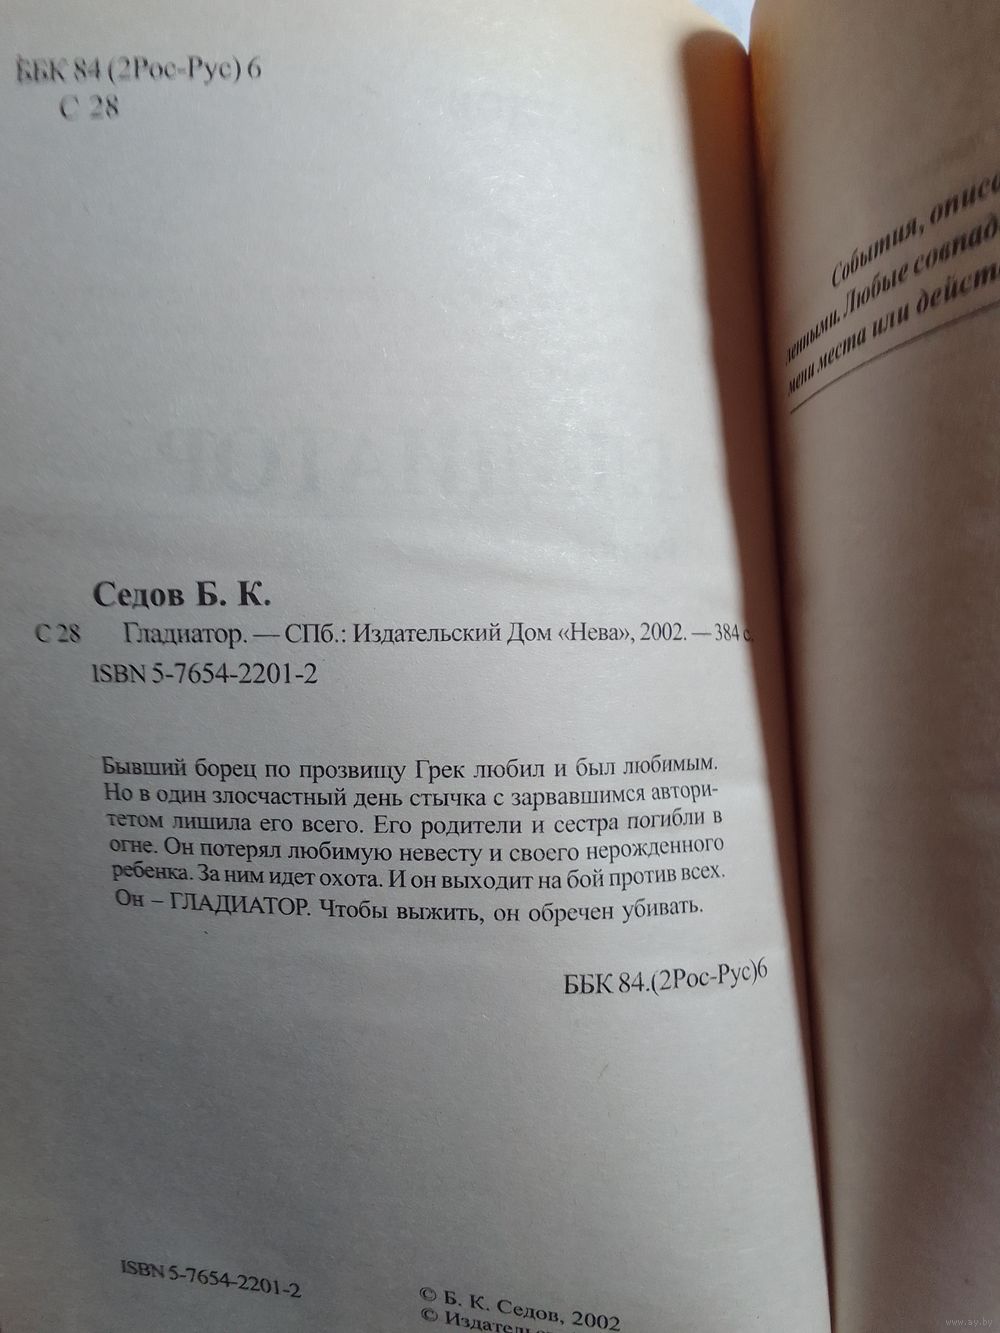 ББК 84 (2Рос-Рус) 6
С 28
Седов Б. К.
С 28 Гладиатор. — СПб.: Издательский Дом «Нева», 2002. — 384 с.
ISBN 5-7654-2201-2
Бывший борец по прозвищу Грек любил и был любимым.
Но в один злосчастный день стычка с зарвавшимся автори-
тетом лишила его всего. Его родители и сестра погибли в
огне. Он потерял любимую невесту и своего нерожденного
ребенка. За ним идет охота. И он выходит на бой против всех.
Он – ГЛАДИАТОР. Чтобы выжить, он обречен убивать.
ББК 84.(2Рос-Рус)6
ISBN 5-7654-2201-2
© Б. К. Седов, 2002
©
События,
Любые
места или
www.ay.by